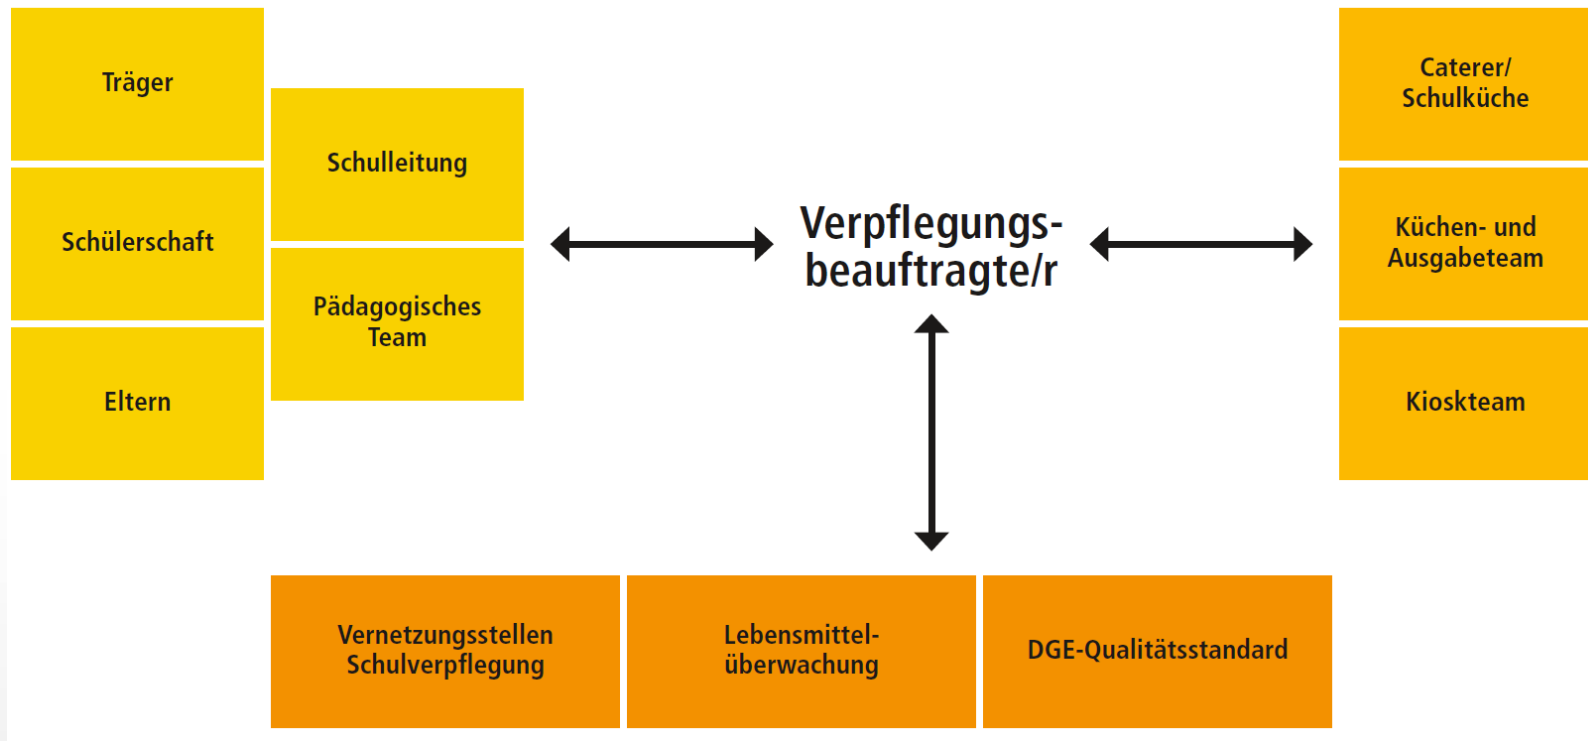 Träger
Schülerschaft
Eltern
Schulleitung
Pädagogisches
Team
Verpflegungs-
beauftragte/r
Caterer/
Schulküche
Küchen- und
Ausgabeteam
Kioskteam
Vernetzungsstellen
Schulverpflegung
Lebensmittel-
überwachung
DGE-Qualitätsstandard